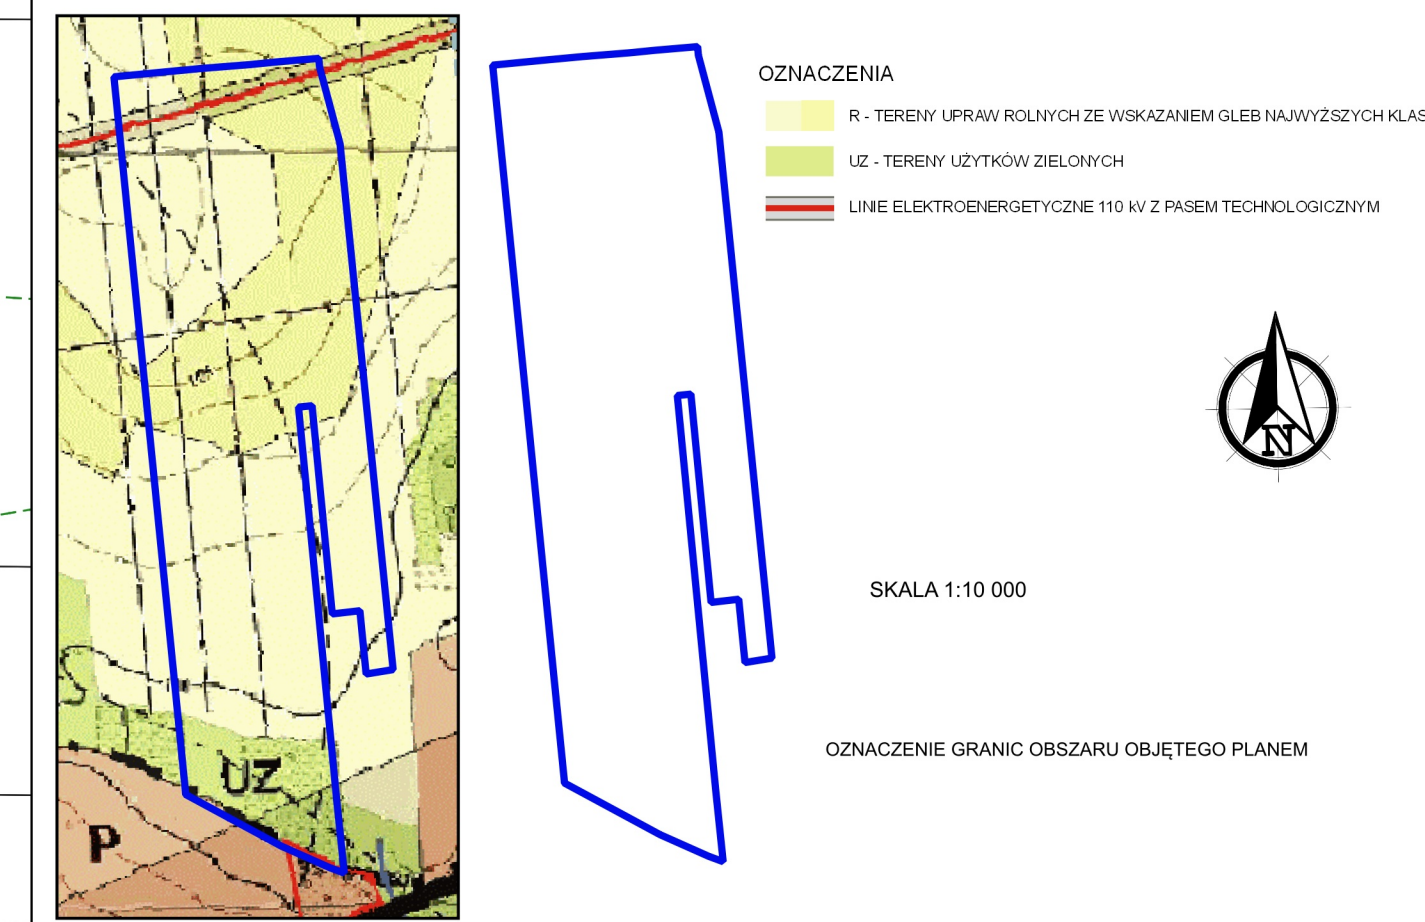 OZNACZENIA
R - TERENY UPRAW ROLNYCH ZE WSKAZANIEM GLEB NAJWYŻSZYCH KLAS
UZ - TERENY UŻYTKÓW ZIELONYCH
LINIE ELEKTROENERGETYCZNE 110 kV Z PASEM TECHNOLOGICZNYM
N
SKALA 1:10 000
OZNACZENIE GRANIC OBSZARU OBJĘTEGO PLANEM
UZ
P